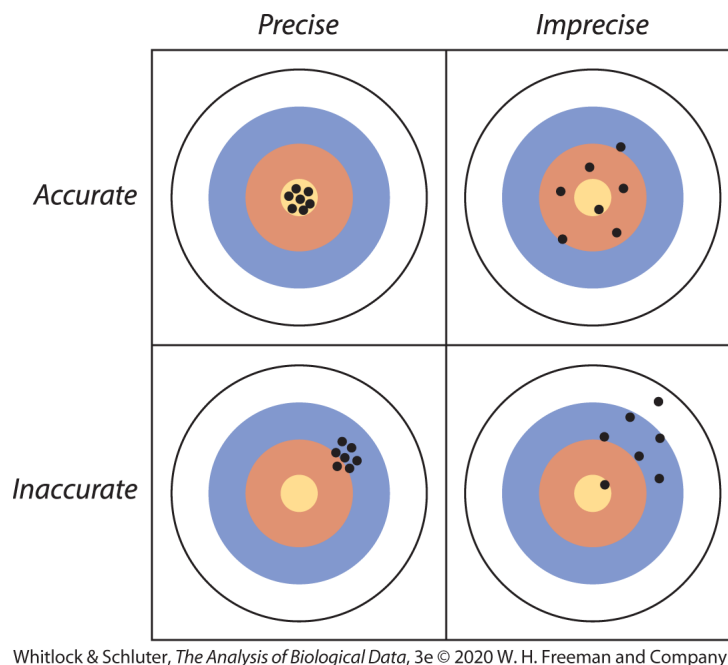 Precise Imprecise
Accurate
Inaccurate
Whitlock & Schluter, The Analysis of Biological Data, 3e © 2020 W. H. Freeman and Company